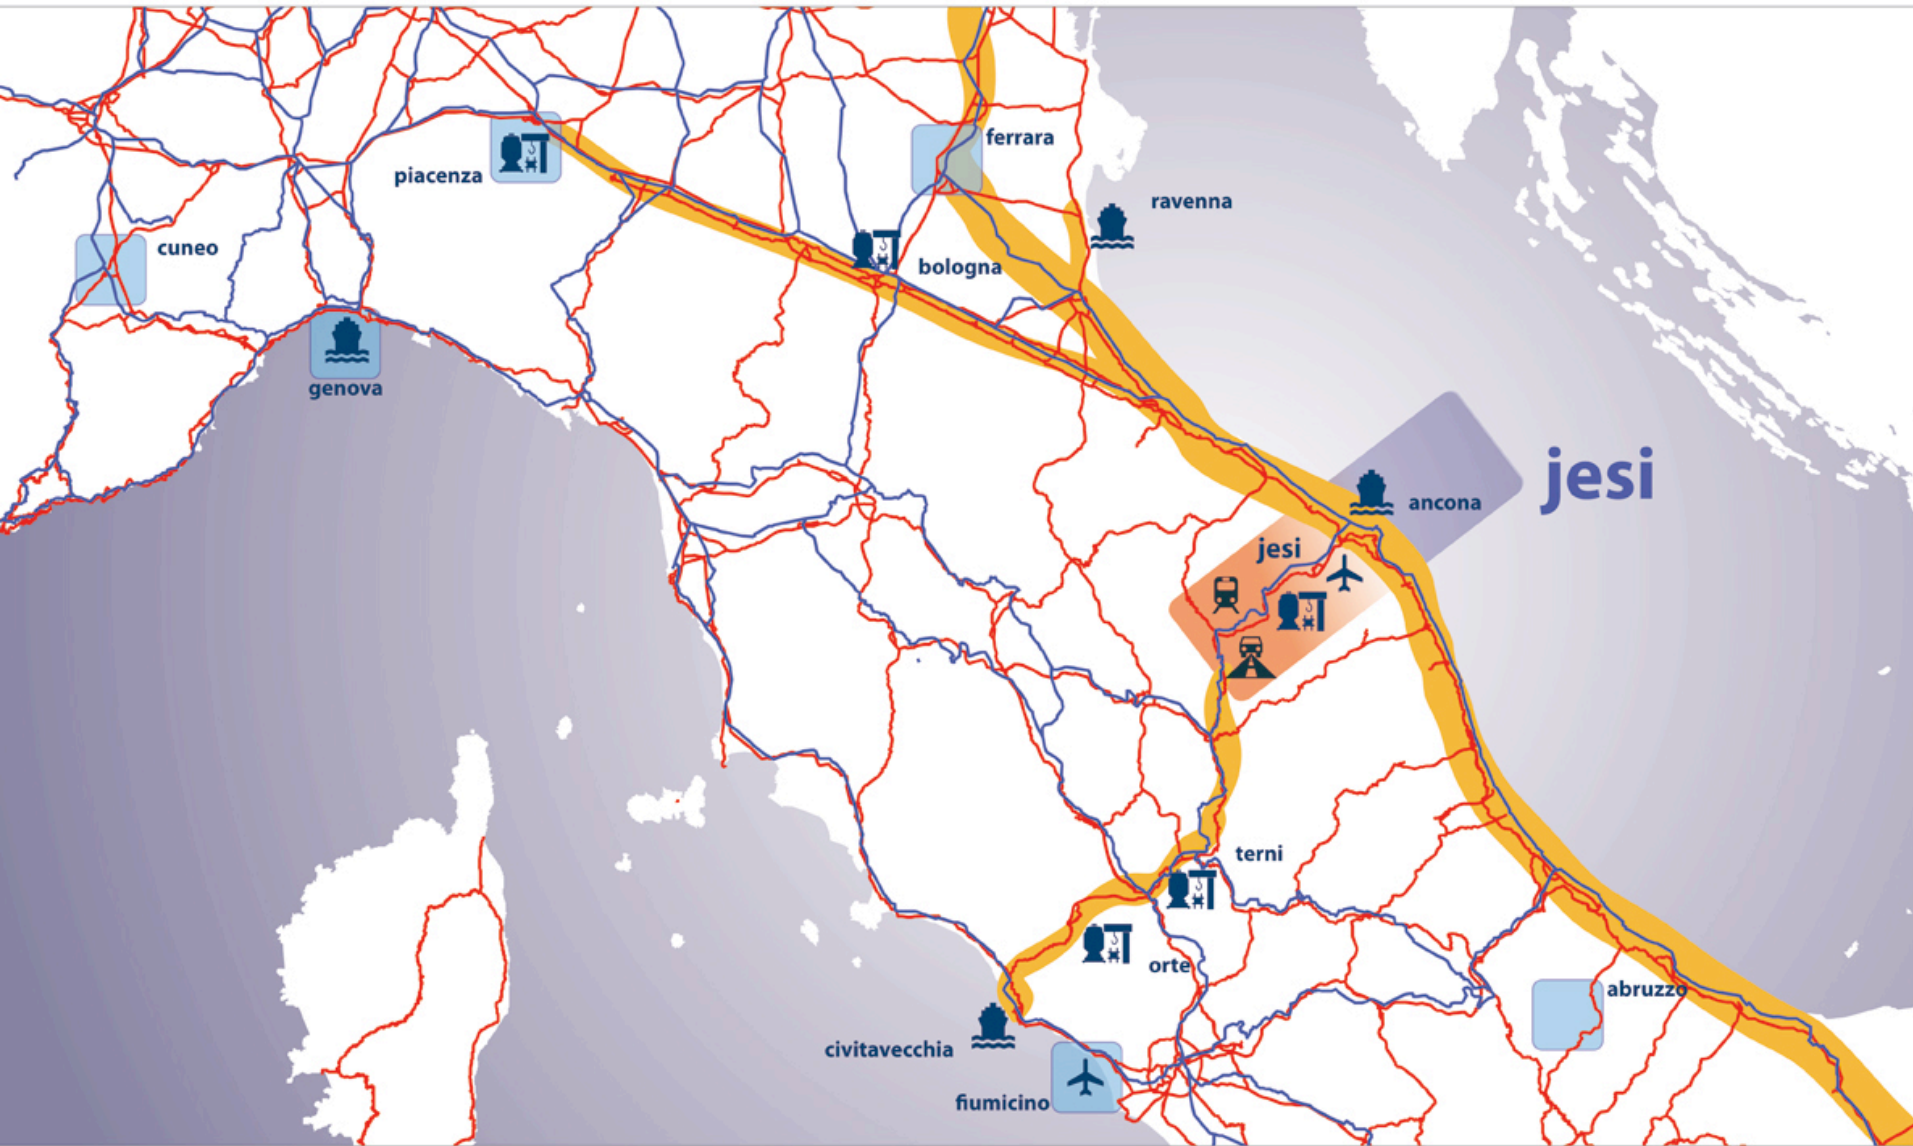 ferrara
piacenza
ravenna
cuneo
bologna
genova
jesi
ancona
jesi
terni
orte
abruzzo
civitavecchia
fiumicino